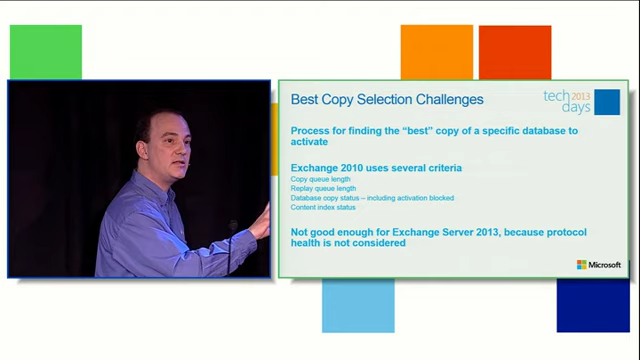 Best Copy Selection Challenges
tech 2013
days
Process for finding the “best” copy of a specific database to
activate
Exchange 2010 uses several criteria
Copy queue length
Replay queue length
Database copy status – including activation blocked
Content index status
Not good enough for Exchange Server 2013, because protocol
health is not considered
Microsoft